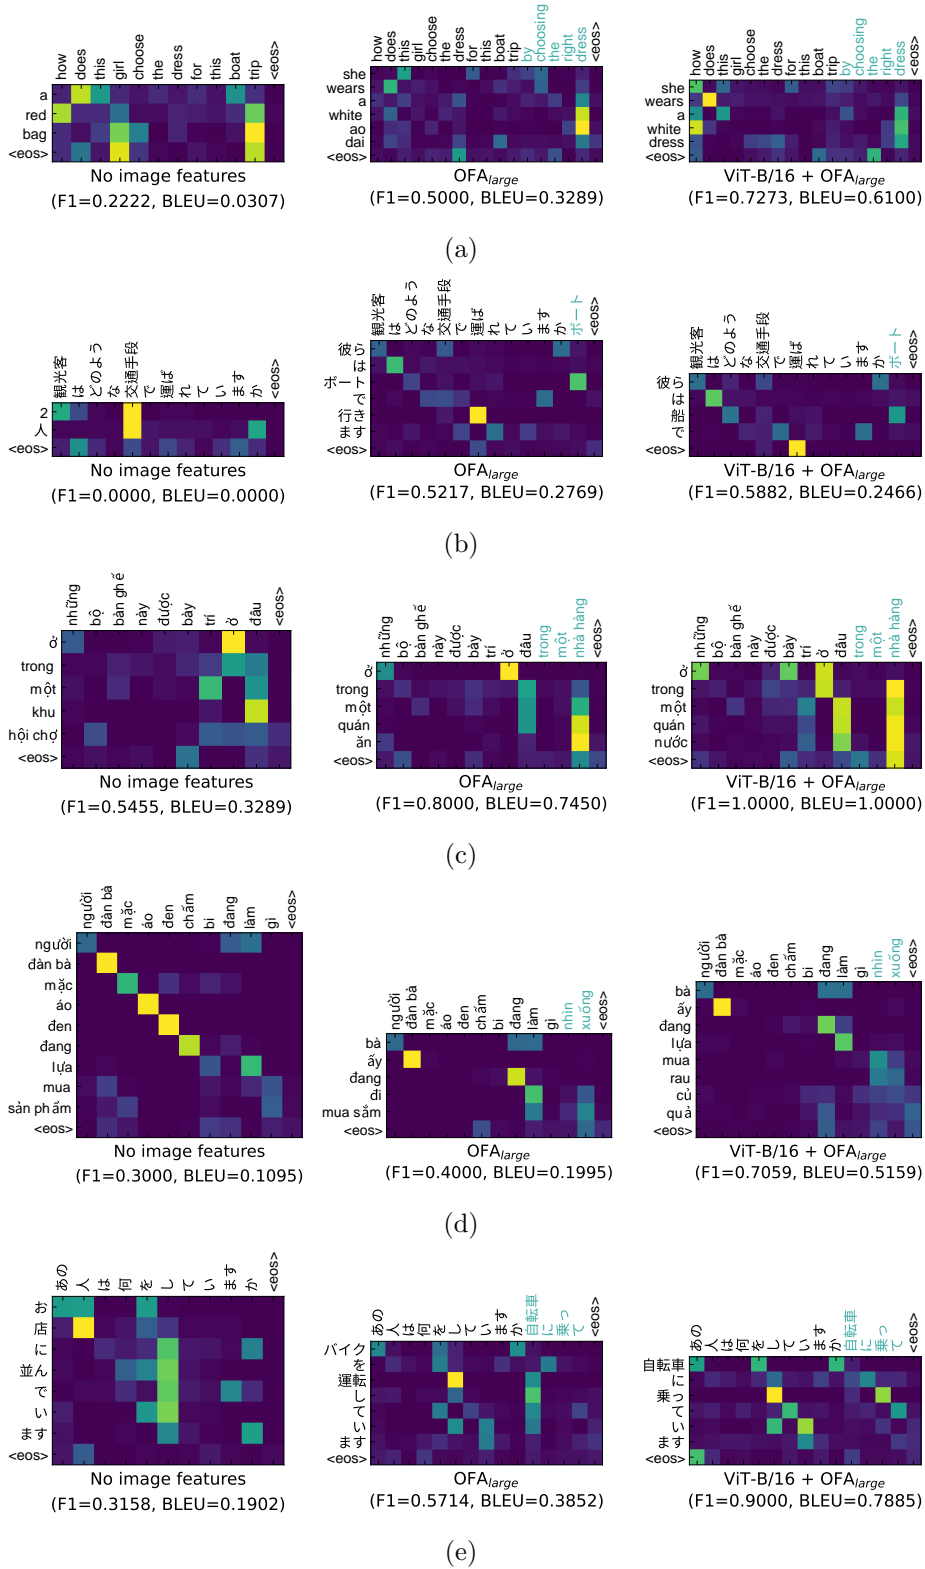 how does this girl choose the dress for this boat trip <eos>
a
red
bag
<eos>
No image features
(F1=0.2222, BLEU=0.0307)
how does this girl choose the dress for this boat trip by choosing the right dress <eos>
she
wears
a
white
ao
dai
<eos>
OFAlarge
(F1=0.5000, BLEU=0.3289)
how does this girl choose the dress for this boat trip by choosing the right dress <eos>
she
wears
a
white
dress
<eos>
ViT-B/16 + OFAlarge
(F1=0.7273, BLEU=0.6100)
(a)
観光客 は どのよう な 交通手段 で 運ば れ て い ます か <eos>
2
人
<eos>
No image features
(F1=0.0000, BLEU=0.0000)
観光客 は どのよう な 交通手段 で 運ば れ て い ます か ボート <eos>
彼ら
は
ボート
で
行き
ます
<eos>
OFAlarge
(F1=0.5217, BLEU=0.2769)
観光客 は どのよう な 交通手段 で 運ば れ て い ます か ボート <eos>
彼ら
は
船
で
<eos>
ViT-B/16 + OFAlarge
(F1=0.5882, BLEU=0.2466)
(b)
những bộ bàn ghế này được bày trí ở đâu <eos>
ở
trong
một
khu
hội chợ
<eos>
No image features
(F1=0.5455, BLEU=0.3289)
những bộ bàn ghế này được bày trí ở đâu trong một nhà hàng <eos>
ở
trong
một
quán
ăn
<eos>
OFAlarge
(F1=0.8000, BLEU=0.7450)
những bộ bàn ghế này được bày trí ở đâu trong một nhà hàng <eos>
ở
trong
một
quán
nước
<eos>
ViT-B/16 + OFAlarge
(F1=1.0000, BLEU=1.0000)
(c)
người đàn bà mặc áo đen chấm bi đang làm gì <eos>
người
đàn bà
mặc
áo
đen
đang
lựa
mua
sản phẩm
<eos>
No image features
(F1=0.3000, BLEU=0.1095)
người đàn bà mặc áo đen chấm bi đang làm gì nhìn xuống <eos>
bà
ấy
đang
đi
mua sắm
<eos>
OFAlarge
(F1=0.4000, BLEU=0.1995)
người đàn bà mặc áo đen chấm bi đang làm gì nhìn xuống <eos>
bà
ấy
đang
lựa
mua
rau
củ
quả
<eos>
ViT-B/16 + OFAlarge
(F1=0.7059, BLEU=0.5159)
(d)
あの 人 は 何 を し て い ます か <eos>
お
店
に
並ん
で
い
ます
<eos>
No image features
(F1=0.3158, BLEU=0.1902)
あの 人 は 何 を し て い ます か 自転車 に 乗っ て <eos>
バイク
を
運転
し
て
い
ます
<eos>
OFAlarge
(F1=0.5714, BLEU=0.3852)
あの 人 は 何 を し て い ます か 自転車 に 乗っ て <eos>
自転車
に
乗っ
て
い
ます
<eos>
ViT-B/16 + OFAlarge
(F1=0.9000, BLEU=0.7885)
(e)